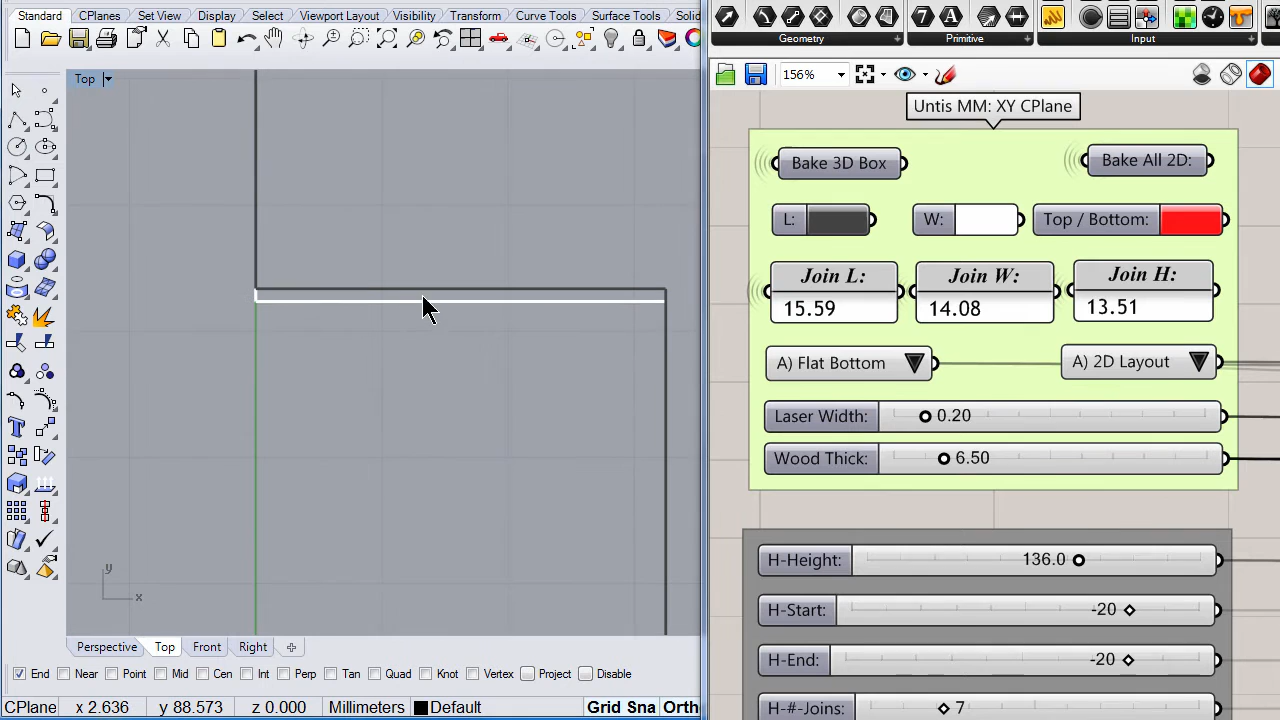 Standard CPlanes Set View Display Select Viewport Layout Visibility Transform Curve Tools Surface Tools Solid
Geometry Primitive Input
156%
Top
Untis MM: XY CPlane
Bake 3D Box Bake All 2D:
L: W: Top / Bottom:
Join L: Join W: Join H:
15.59 14.08 13.51
A) Flat Bottom A) 2D Layout
Laser Width: 0.20
Wood Thick: 6.50
H-Height: 136.0
H-Start: -20
H-End: -20
H-#-Joins: 7
y
x
Perspective Top Front Right
End Near Point Mid Cen Int Perp Tan Quad Knot Vertex Project Disable
CPlane x 2.636 y 88.573 z 0.000 Millimeters Default Grid Sna Orth